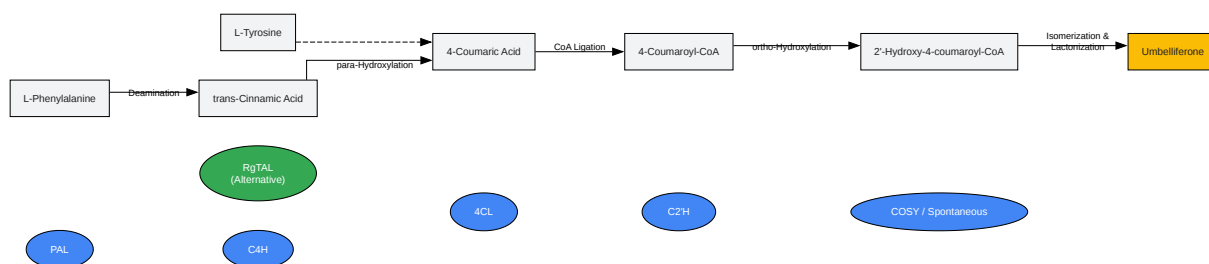 L-Tyrosine
4-Coumaric Acid
CoA Ligation
4-Coumaroyl-CoA
ortho-Hydroxylation
2'-Hydroxy-4-coumaroyl-CoA
Isomerization &
Lactonization
Umbelliferone
para-Hydroxylation
L-Phenylalanine
Deamination
trans-Cinnamic Acid
RgTAL
(Alternative)
4CL
C2'H
COSY / Spontaneous
PAL
C4H